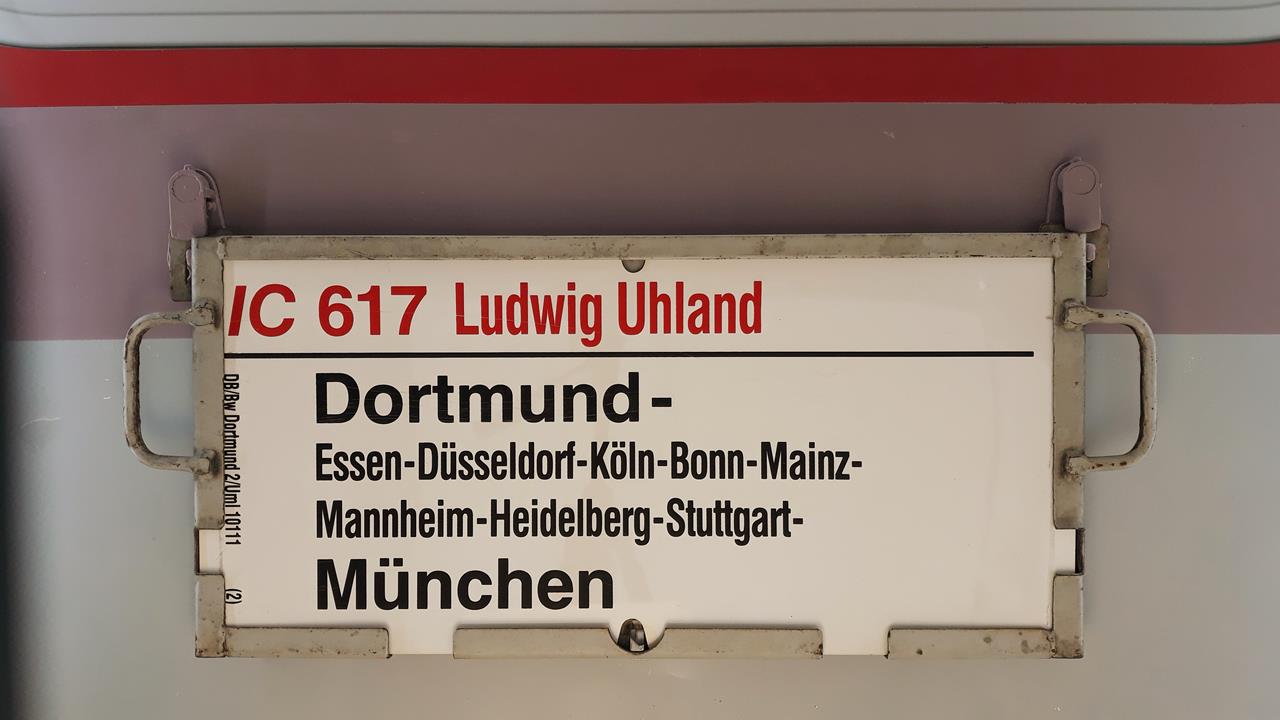 IC 617 Ludwig Uhland
Dortmund-
Essen-Düsseldorf-Köln-Bonn-Mainz-
Mannheim-Heidelberg-Stuttgart-
München
DB/Bw Dortmund 2/Uml 10111
(2)